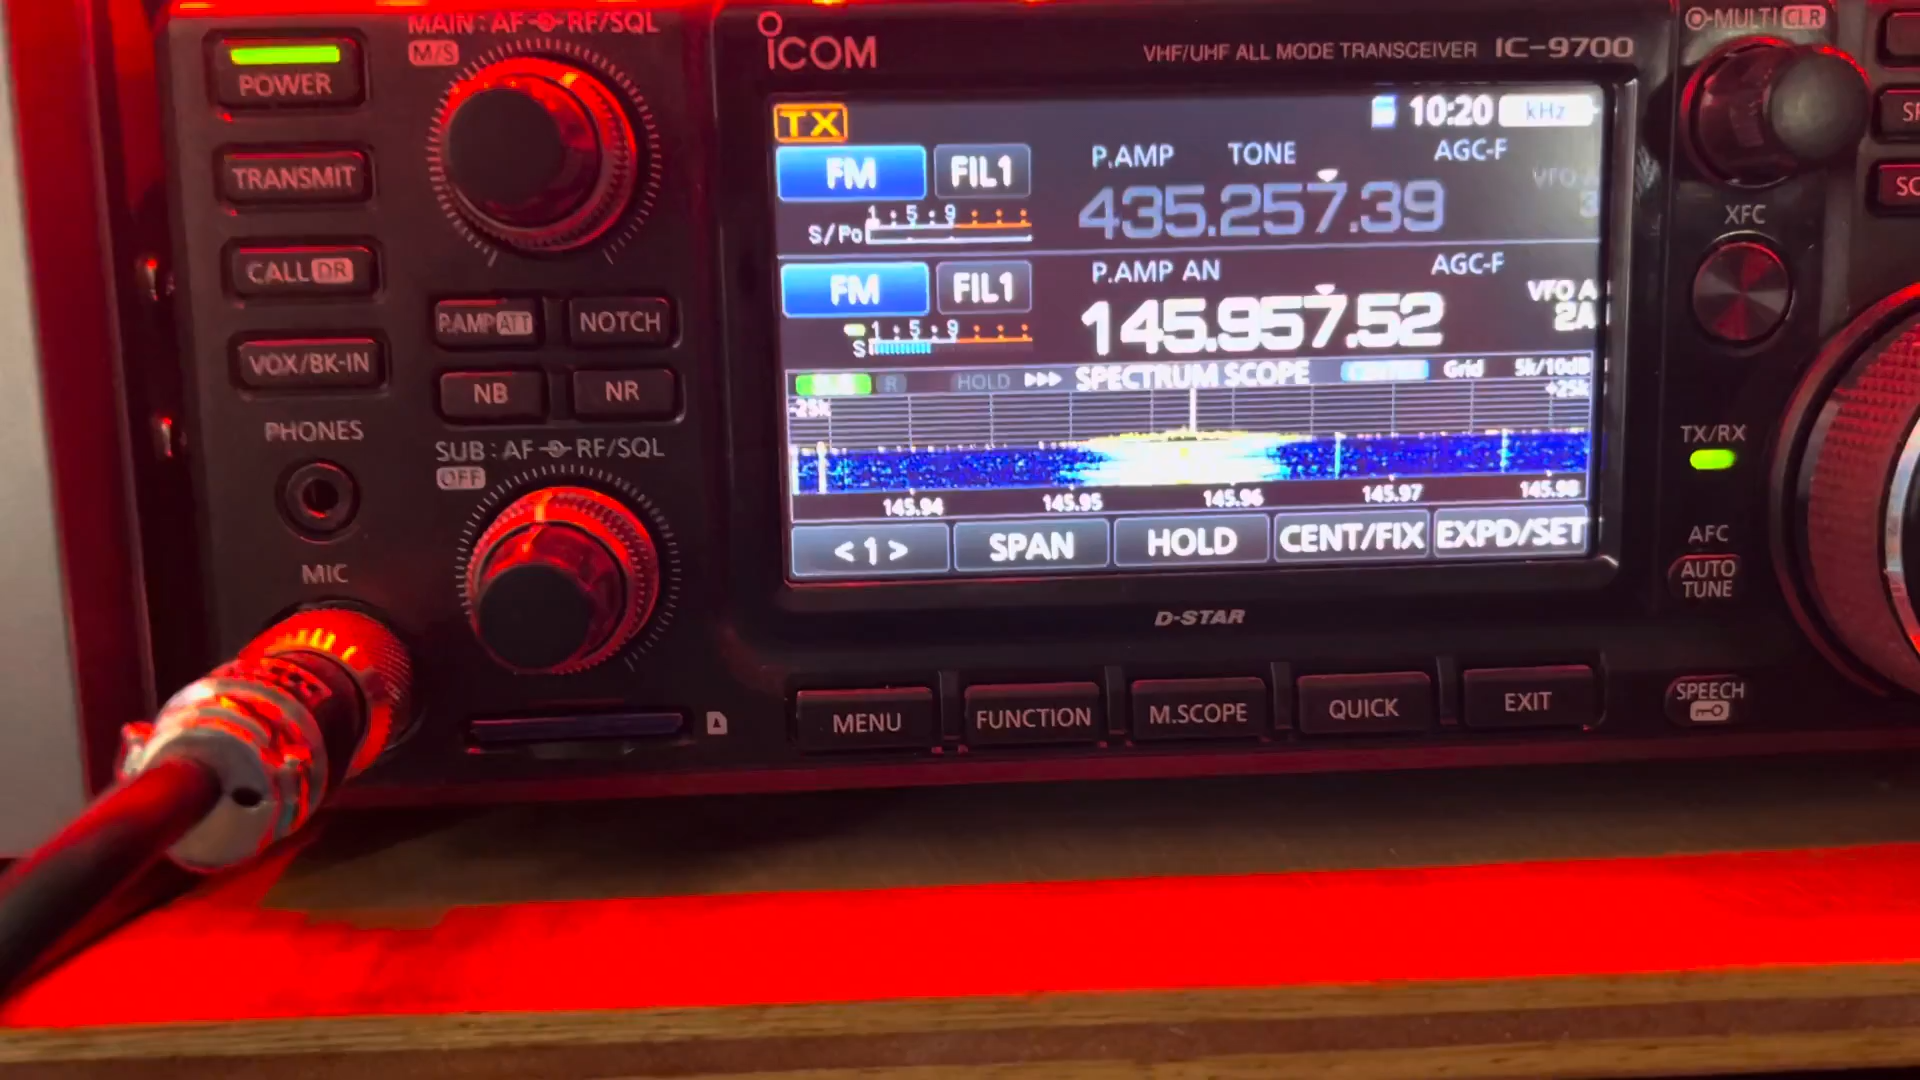 MAIN: AF RF/SQL
M/S
POWER
TRANSMIT
CALL DR
VOX/BK-IN
PHONES
MIC
P.AMP ATT
NOTCH
NB
NR
SUB: AF RF/SQL
OFF
ICOM
VHF/UHF ALL MODE TRANSCEIVER IC-9700
TX
10:20 kHz
FM FIL1 P.AMP TONE AGC-F
1 : 5 : 9
S/Po
435.257.39
VFO A
FM FIL1 P.AMP AN AGC-F
1 : 5 : 9
S
145.957.52
VFO A
2A
HOLD SPECTRUM SCOPE CENTER Grid 5k/10dB
-25k +25k
145.94 145.95 145.96 145.97 145.98
<1> SPAN HOLD CENT/FIX EXPD/SET
D-STAR
MENU FUNCTION M.SCOPE QUICK EXIT
MULTI CLR
XFC
TX/RX
AFC
AUTO
TUNE
SPEECH